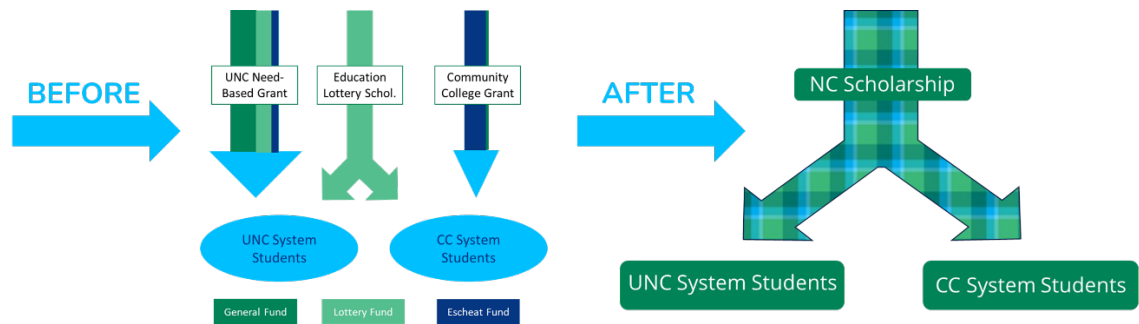 BEFORE
UNC Need-
Based Grant
Education
Lottery Schol.
Community
College Grant
UNC System
Students
CC System
Students
General Fund
Lottery Fund
Escheat Fund
AFTER
NC Scholarship
UNC System Students
CC System Students